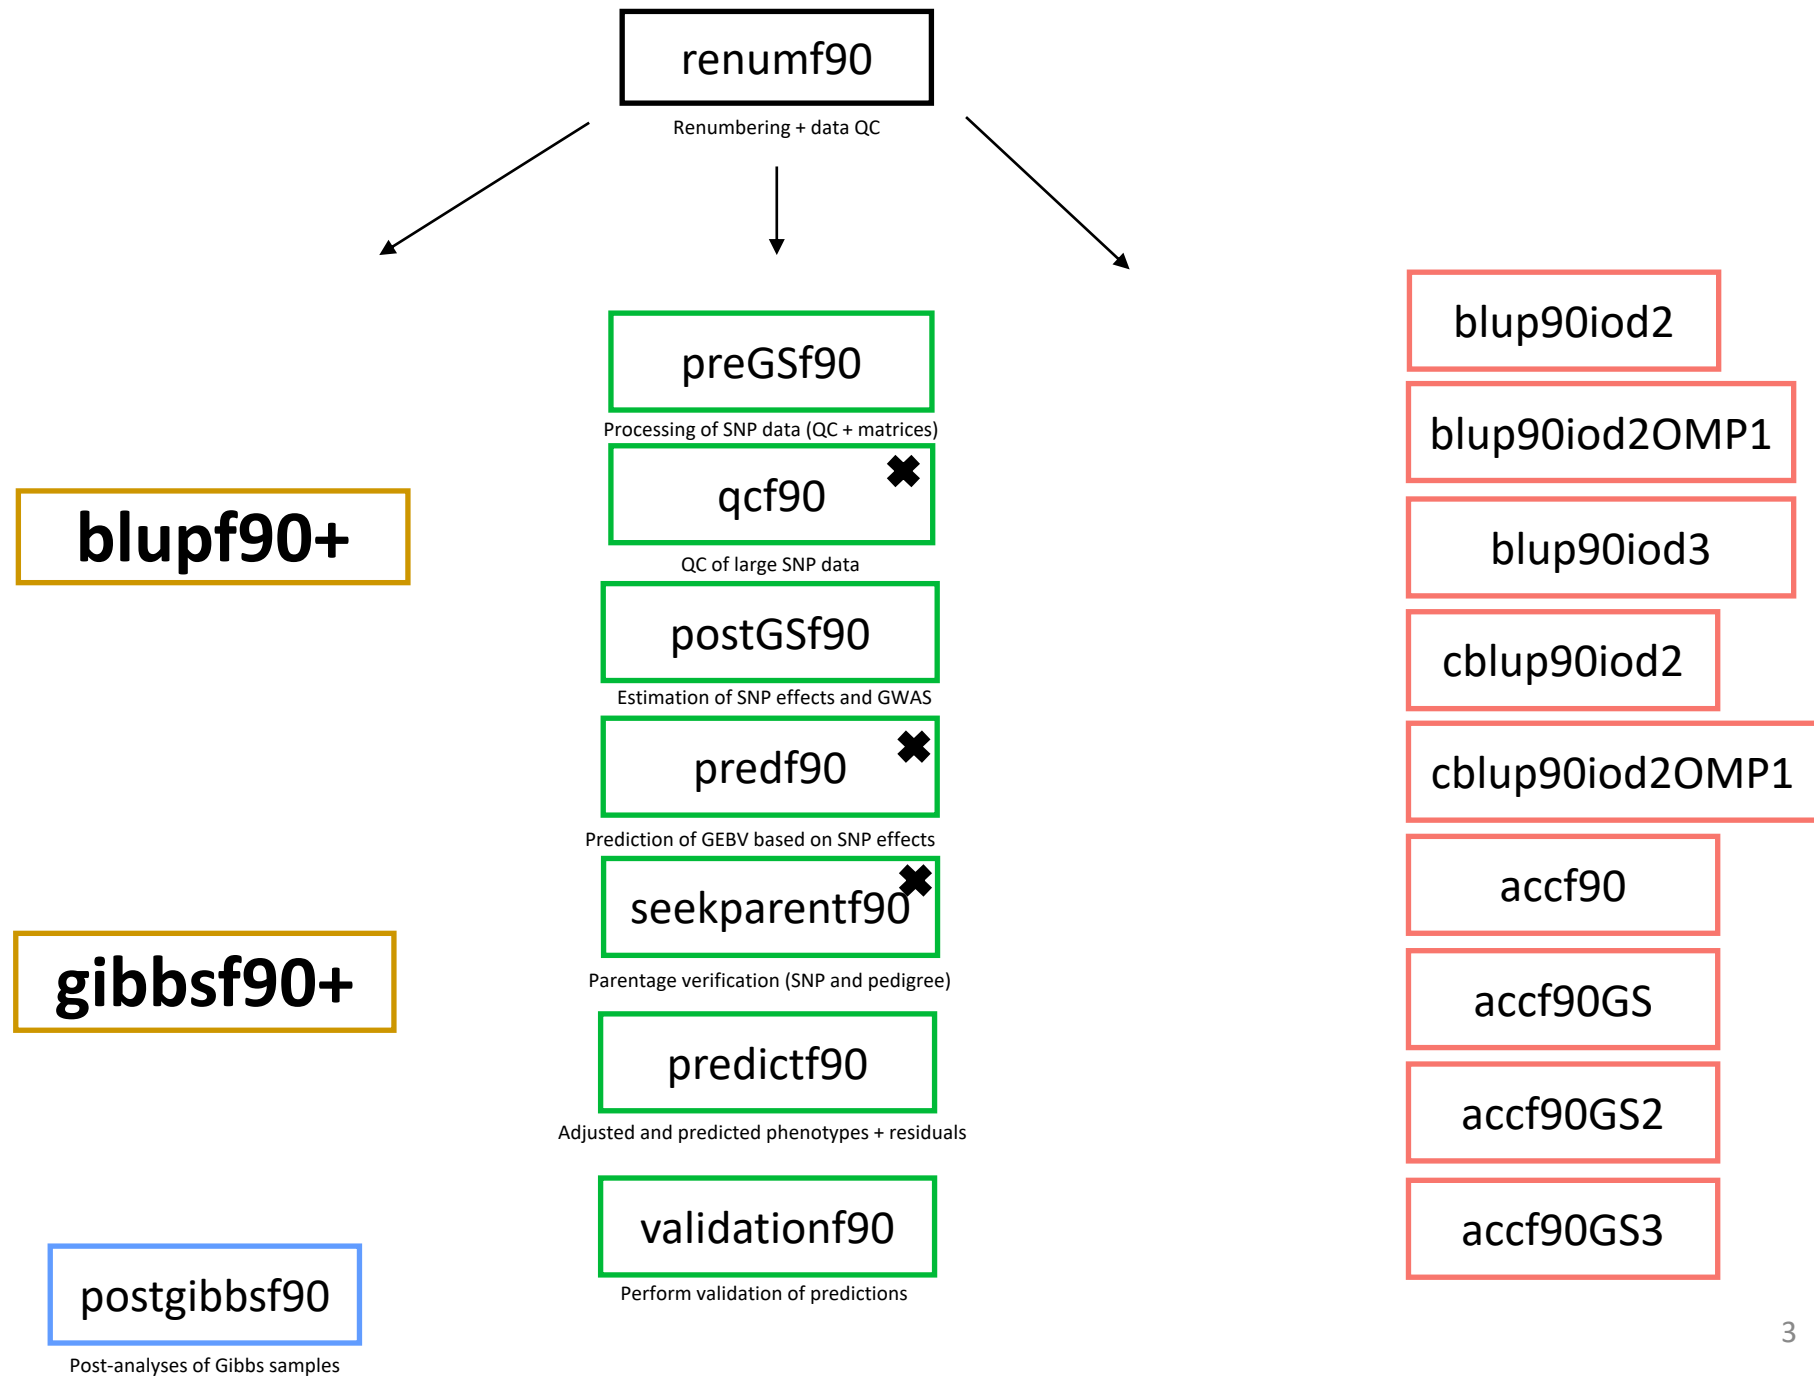 renumf90
Renumbering + data QC
blupf90+
gibbsf90+
postgibbsf90
Post-analyses of Gibbs samples
preGSf90
Processing of SNP data (QC + matrices)
qcf90
QC of large SNP data
postGSf90
Estimation of SNP effects and GWAS
predf90
Prediction of GEBV based on SNP effects
seekparentf90
Parentage verification (SNP and pedigree)
predictf90
Adjusted and predicted phenotypes + residuals
validationf90
Perform validation of predictions
blup90iod2
blup90iod2OMP1
blup90iod3
cblup90iod2
cblup90iod2OMP1
accf90
accf90GS
accf90GS2
accf90GS3
3